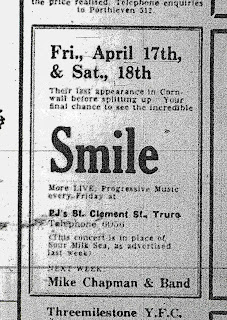 the price realised. Telephone enquiries
to Porthleven 512.
Fri., April 17th,
& Sat., 18th
Their last appearance in Corn-
wall before splitting up. Your
final chance to see the incredible
Smile
More LIVE, Progressive Music
every Friday at
PJ's St. Clement St., Truro
Telephone 6056
(This concert is in place of
Sour Milk Sea, as advertised
last week)
NEXT WEEK
Mike Chapman & Band
Threemilestone Y.F.C.